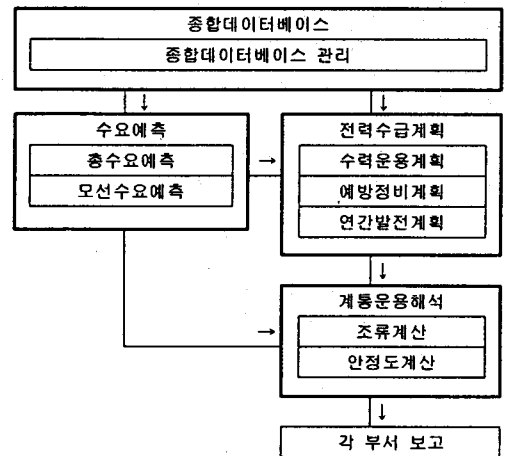 종합데이터베이스
종합데이터베이스 관리
↓ ↓
수요예측
총수요예측
모선수요예측
→
전력수급계획
수력운용계획
예방정비계획
연간발전계획
↓
계통운용해석
→
조류계산
안정도계산
↓
각 부서 보고